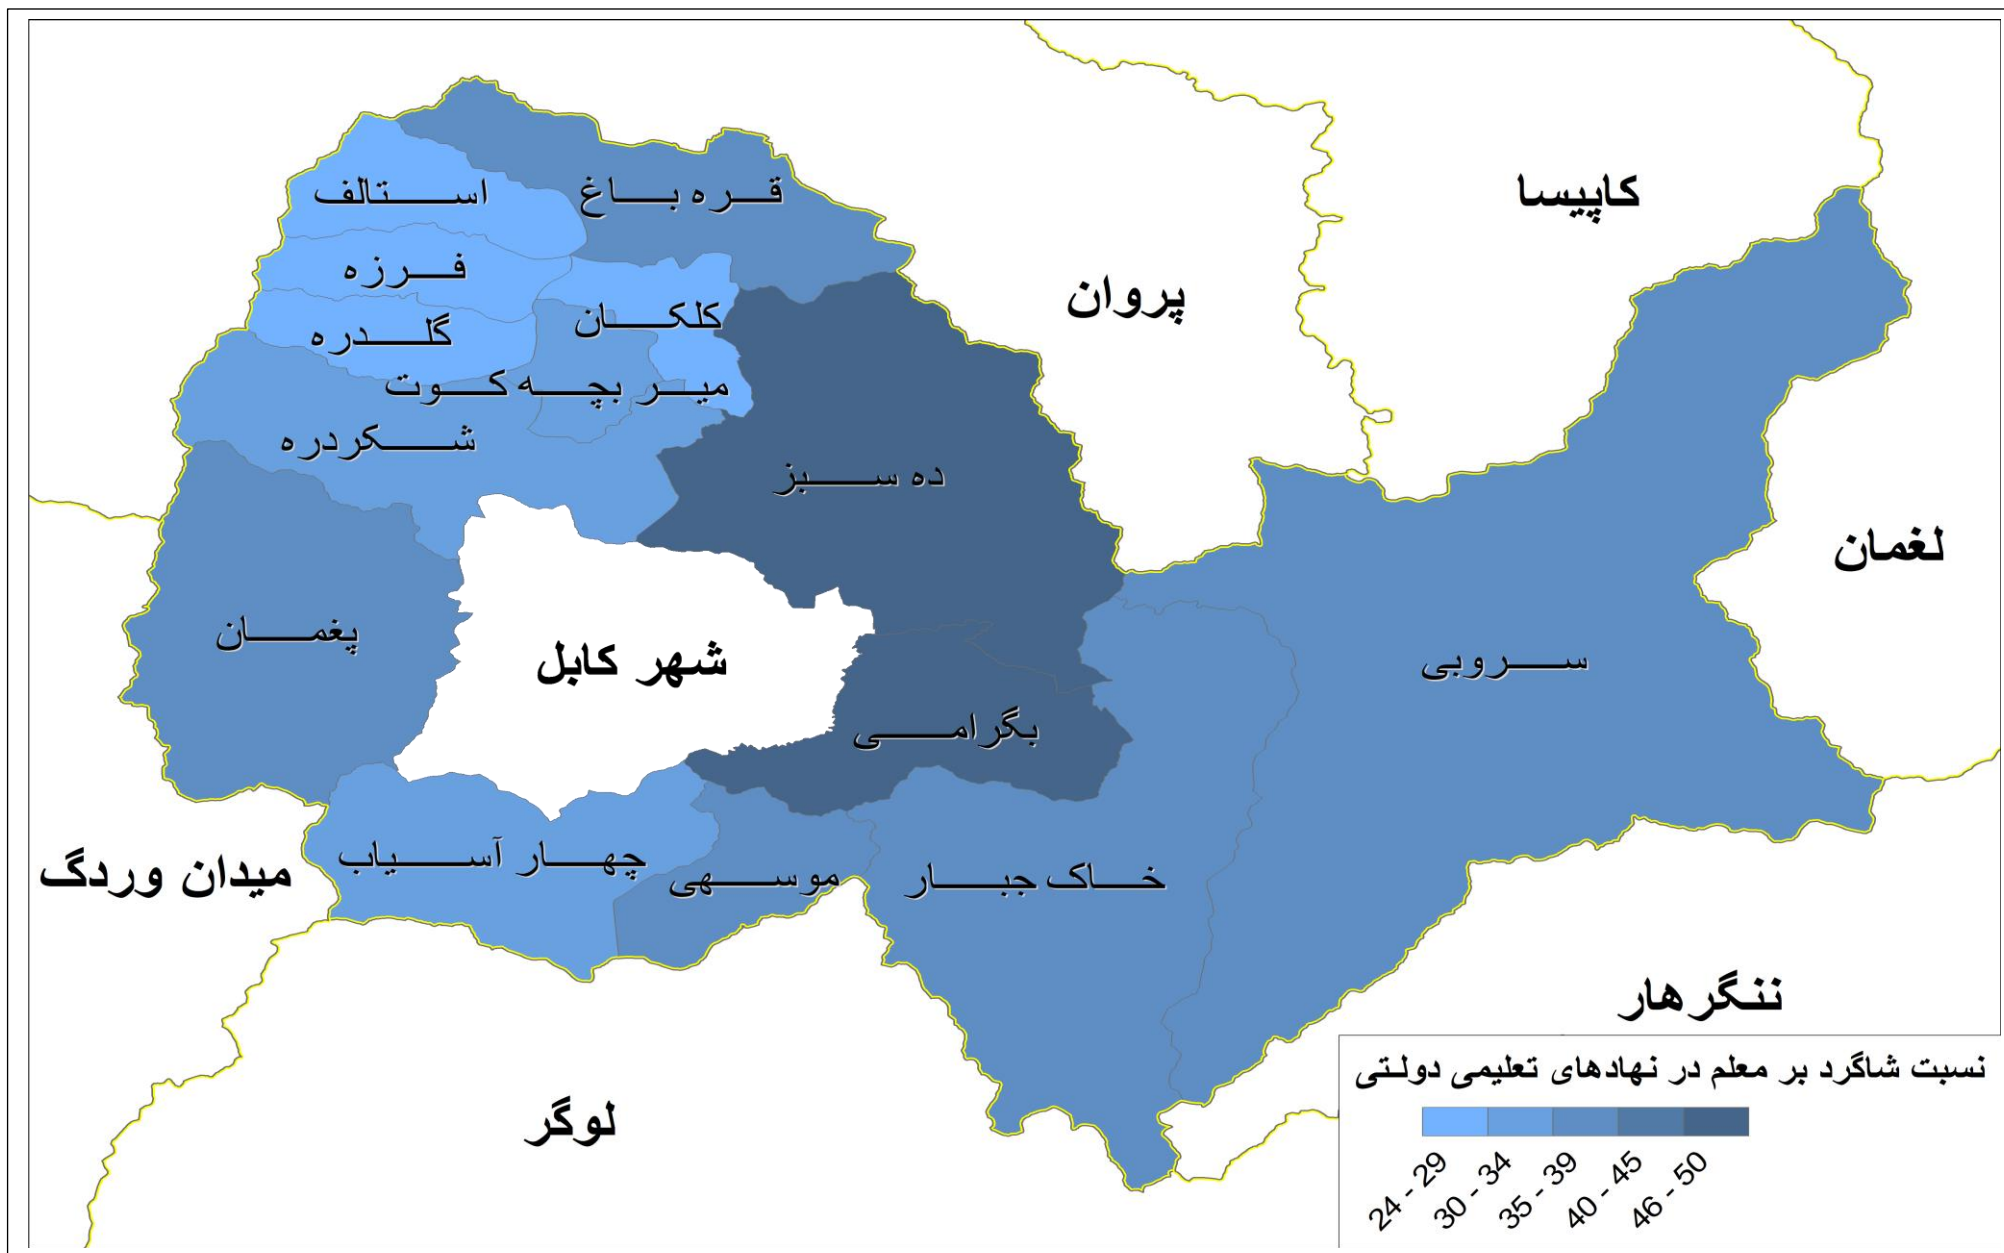 کاپیسا
قره باغ
استالف
فرزه
پروان
کلکان
گلدره
میر بچه کوت
شکردره
ده سبز
لغمان
پغمان
شهر کابل
سروبی
بگرامی
چهار آسیاب
موسهی
خاک جبار
میدان وردگ
ننگرهار
لوگر
نسبت شاگرد بر معلم در نهادهای تعلیمی دولتی
24 - 29
30 - 34
35 - 39
40 - 45
46 - 50